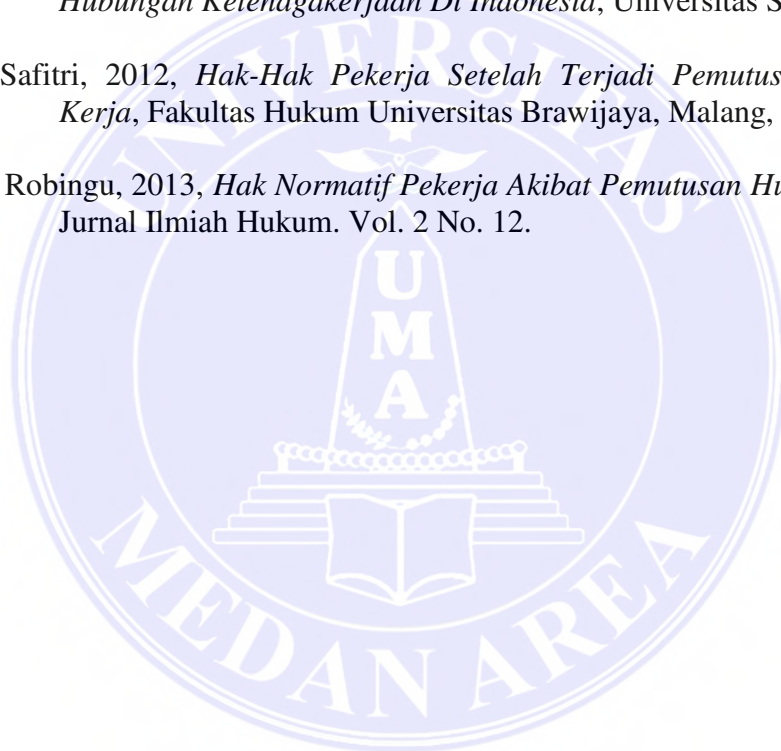 Hubungan Ketenagakerjaan Di Indonesia, Universitas S
Safitri, 2012, Hak-Hak Pekerja Setelah Terjadi Pemutus
Kerja, Fakultas Hukum Universitas Brawijaya, Malang,
Robingu, 2013, Hak Normatif Pekerja Akibat Pemutusan Hu
Jurnal Ilmiah Hukum. Vol. 2 No. 12.
UNIVERSITAS
UMA
MEDAN AREA